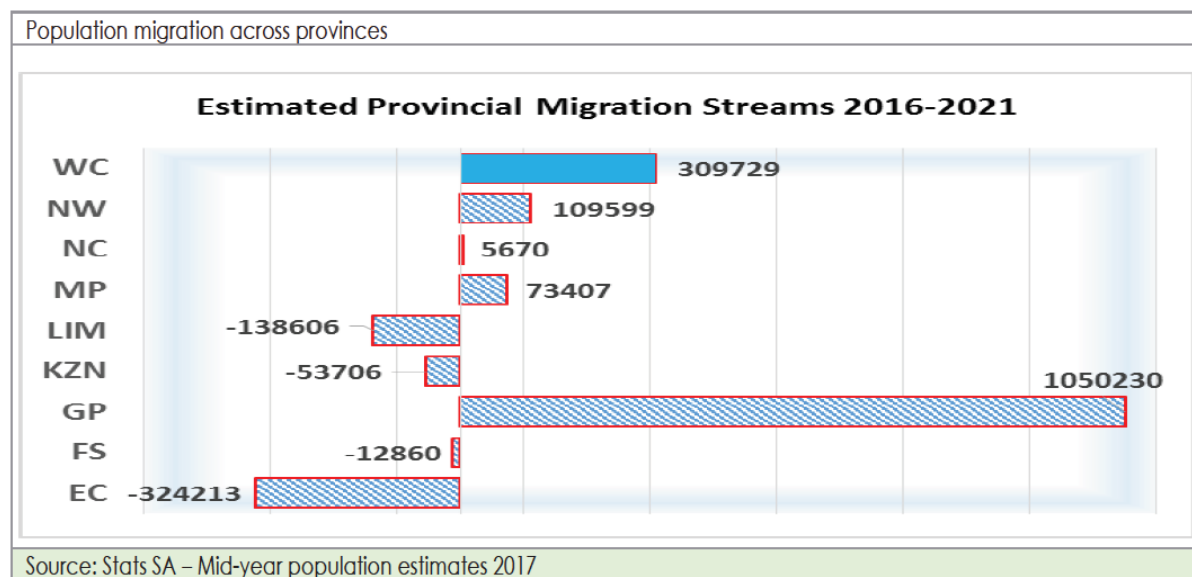 Population migration across provinces
Estimated Provincial Migration Streams 2016-2021
WC 309729
NW 109599
NC 5670
MP 73407
LIM -138606
KZN -53706
GP 1050230
FS -12860
EC -324213
Source: Stats SA – Mid-year population estimates 2017